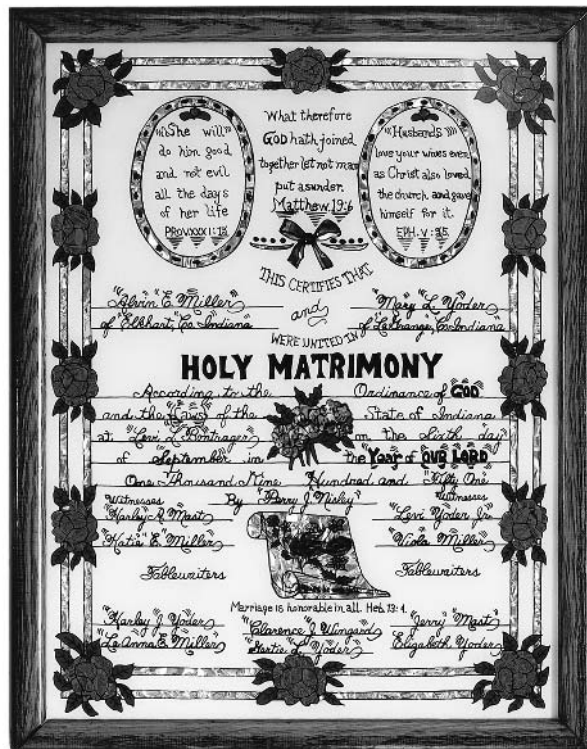 "She will"
do him good
and not evil
all the days
of her life
PROV.XXXI:12
What therefore
GOD hath joined
together let not man
put asunder.
Matthew 19:6
"Husbands"
love your wives even
as Christ also loved
the church and gave
himself for it.
EPH. V:25
THIS CERTIFIES THAT
"Alvin" "E. Miller" and "Mary" "L. Yoder"
of "Elkhart," Co. Indiana" of "LaGrange," Co. Indiana"
WERE UNITED IN
HOLY MATRIMONY
According to the Ordinance of GOD
and the "Laws" of the State of Indiana
at "Levi L. Bontrager" on the Sixth "day"
of September in the Year of OUR LORD
One Thousand Nine Hundred and "Fifty One"
Witnesses By "Perry J. Nisley" Witnesses
"Harley A. Mast" "Levi Yoder Jr."
"Katie" E." Miller" "Viola Miller"
Tablewaiters Tablewaiters
Marriage is honorable in all. Heb. 13:4.
"Harley J. Yoder" "Clarence J. Wingard" "Jerry" "Mast"
"LeAnna E. Miller" "Gertie" L." Yoder" Elizabeth Yoder"